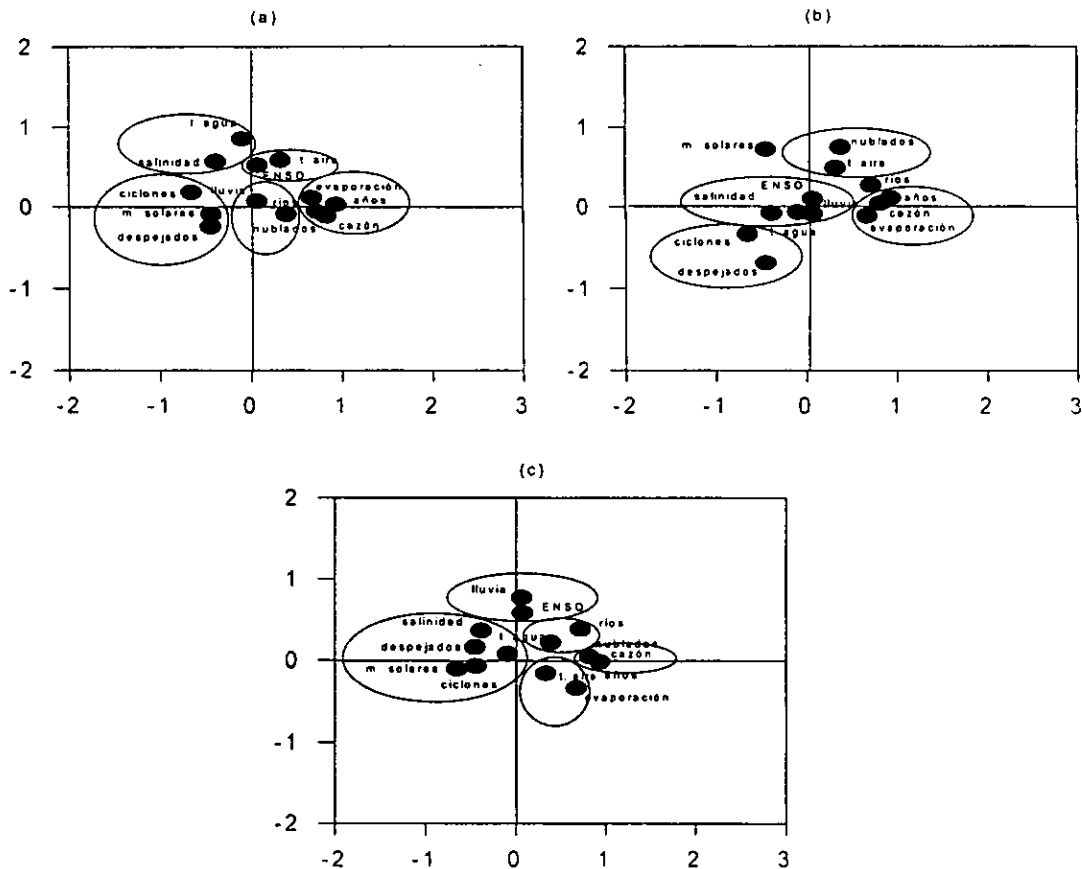 (a)
2
1
0
-1
-2
-2 -1 0 1 2 3
t agua
salinidad
t. aire
ENSO
ciclones
lluvia
evaporación
ríos
años
m solares
nublados
cazón
despejados
(b)
2
1
0
-1
-2
-2 -1 0 1 2 3
m solares
nublados
t aire
ríos
ENSO
salinidad
lluvia
años
cazón
t agua
evaporación
ciclones
despejados
(c)
2
1
0
-1
-2
-2 -1 0 1 2 3
lluvia
ENSO
salinidad
ríos
t agua
nublados
despejados
cazón
m solares
t. aire años
ciclones
evaporación